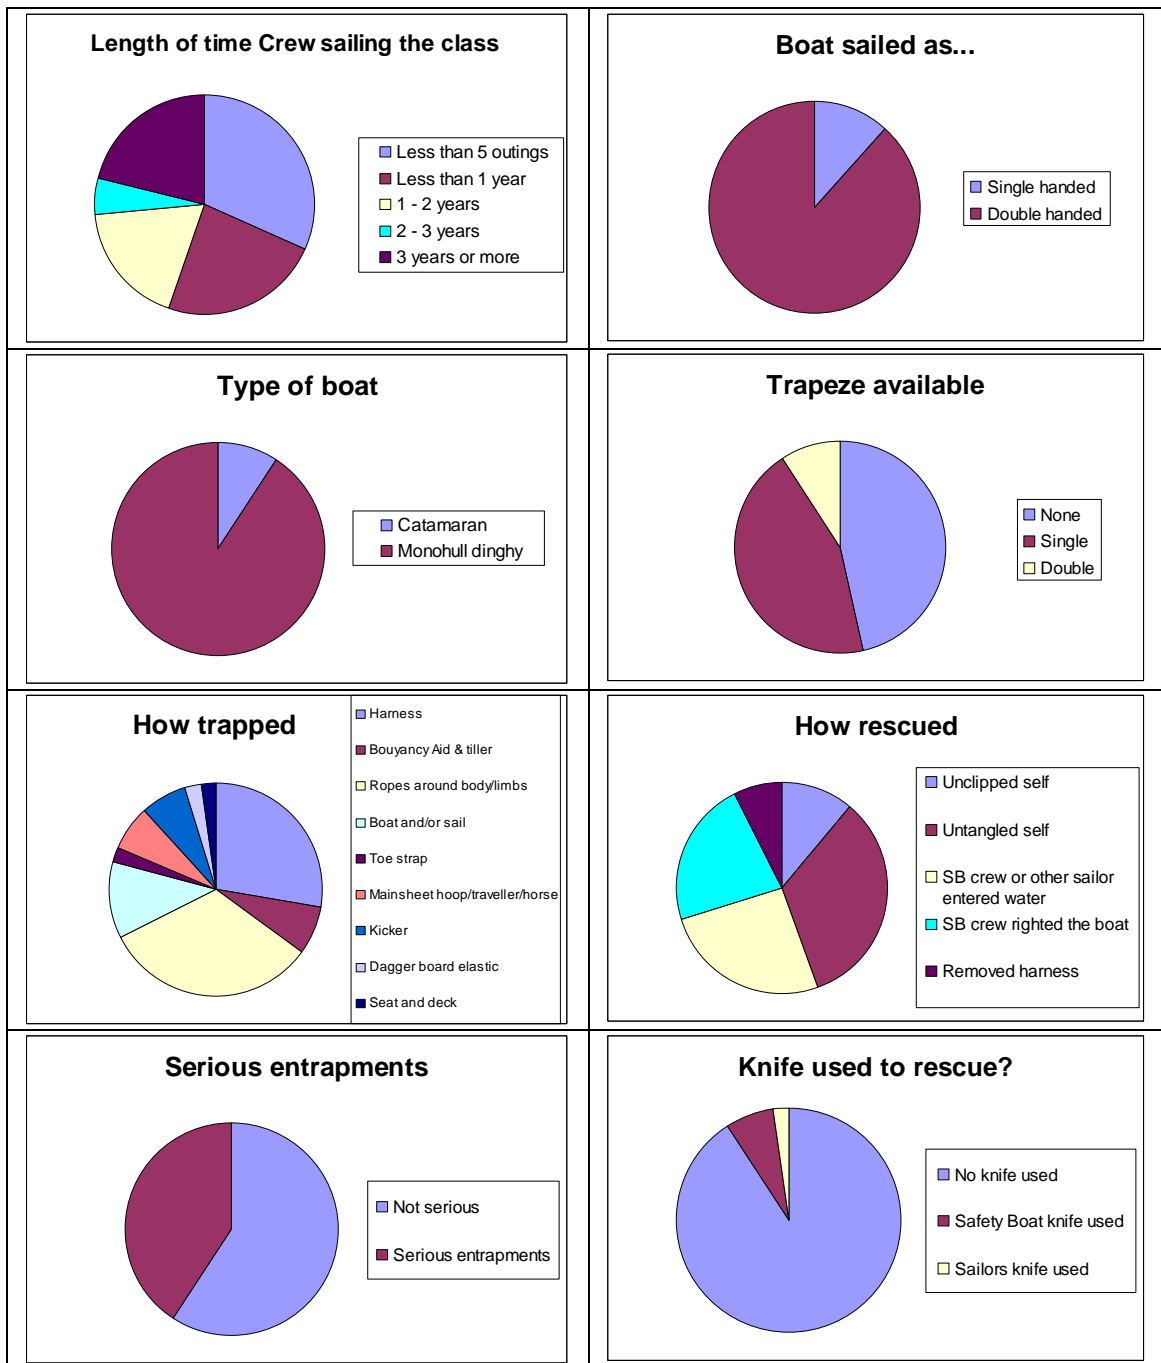 Length of time Crew sailing the class
Less than 5 outings
Less than 1 year
1 - 2 years
2 - 3 years
3 years or more
Boat sailed as...
Single handed
Double handed
Type of boat
Catamaran
Monohull dinghy
Trapeze available
None
Single
Double
How trapped
Harness
Bouyancy Aid & tiller
Ropes around body/limbs
Boat and/or sail
Toe strap
Mainsheet hoop/traveller/horse
Kicker
Dagger board elastic
Seat and deck
How rescued
Unclipped self
Untangled self
SB crew or other sailor
entered water
SB crew righted the boat
Removed harness
Serious entrapments
Not serious
Serious entrapments
Knife used to rescue?
No knife used
Safety Boat knife used
Sailors knife used